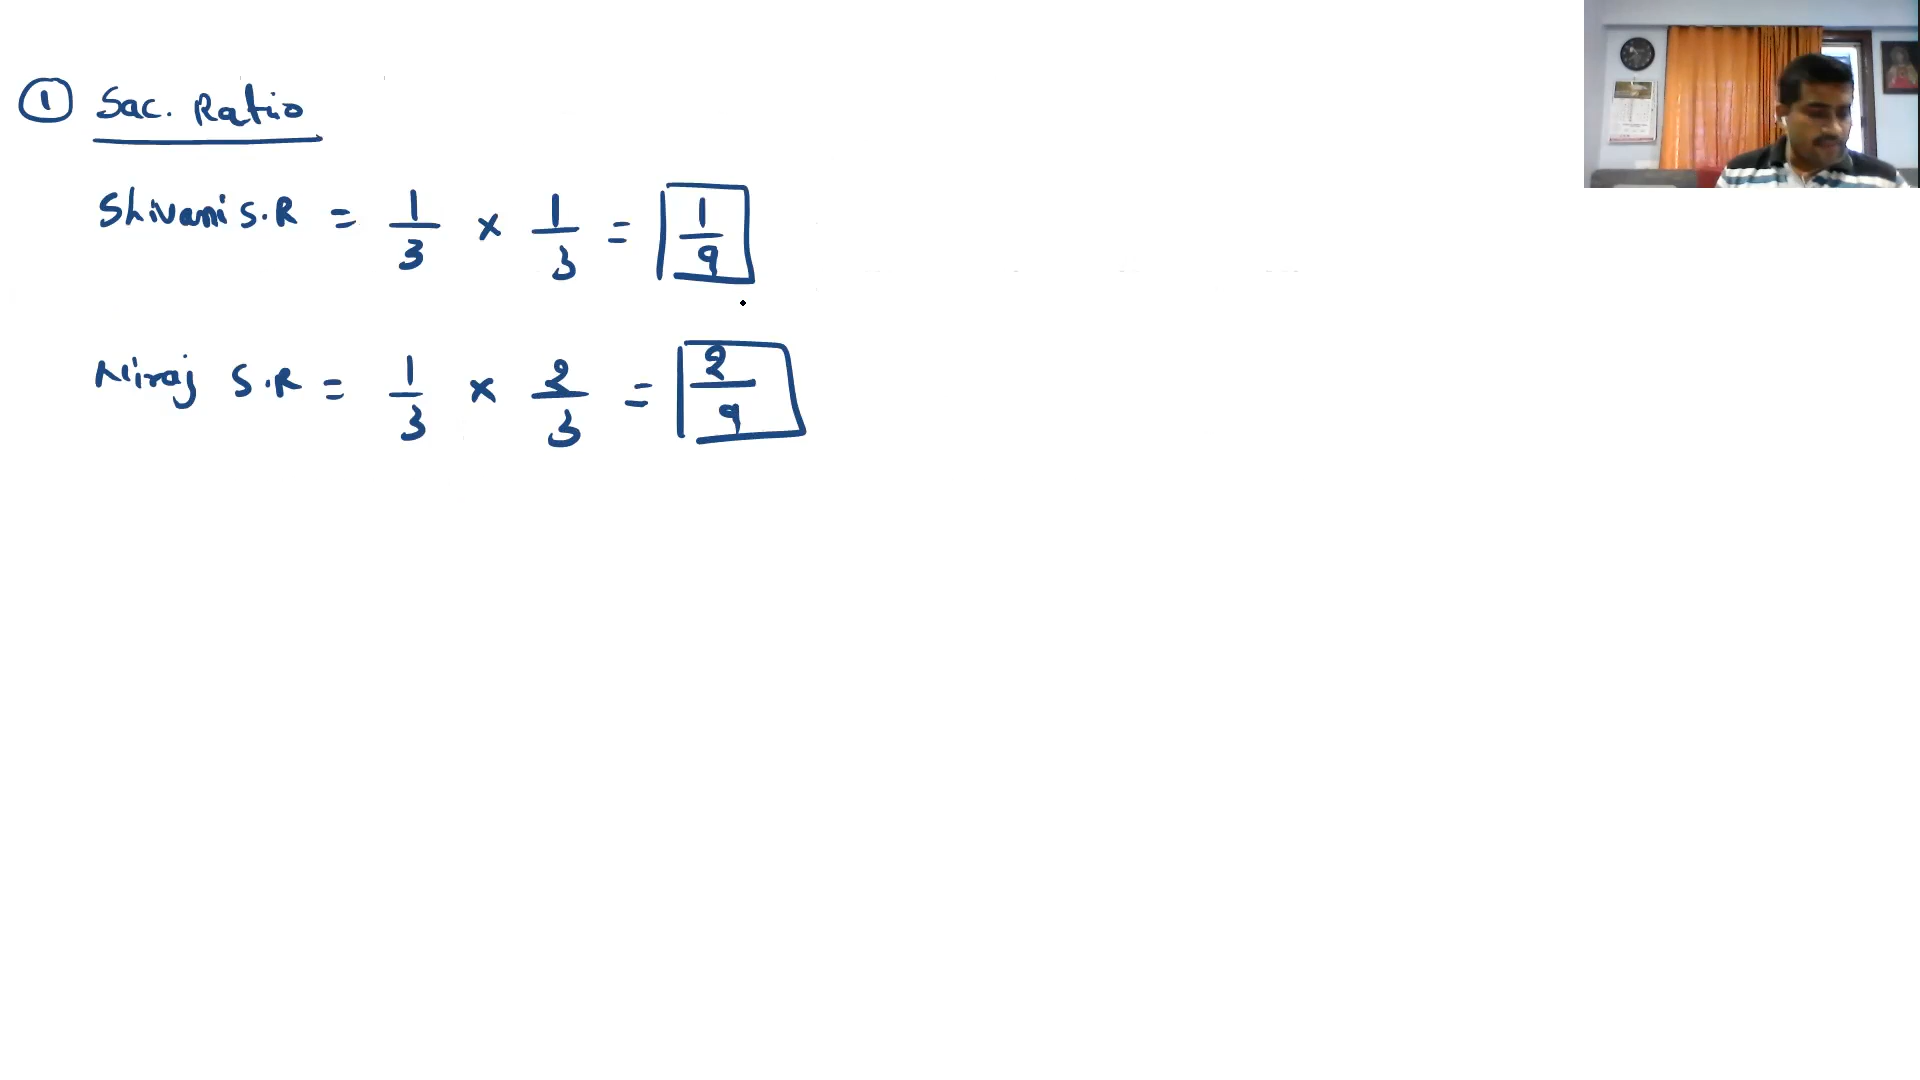 ① Sac. Ratio
Shivani S.R = 1/3 × 1/3 = 1/9
Niraj S.R = 1/3 × 2/3 = 2/9